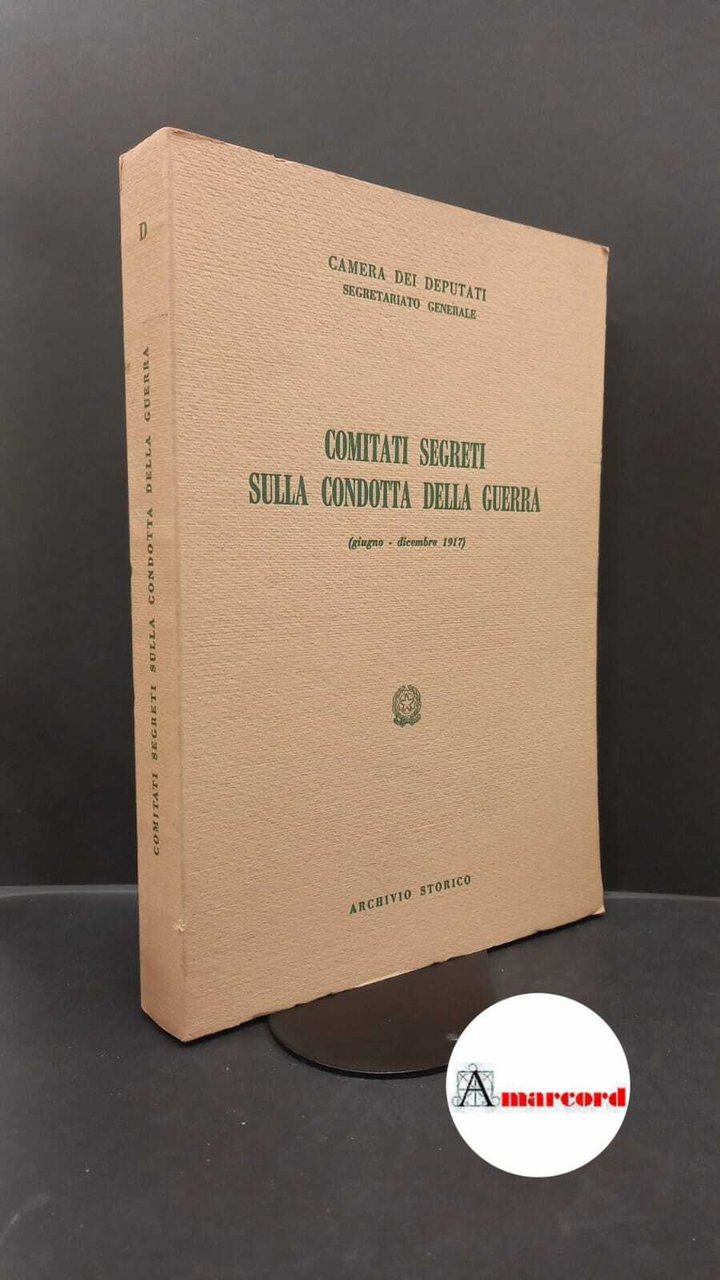 D
COMITATI SEGRETI SULLA CONDOTTA DELLA GUERRA
CAMERA DEI DEPUTATI
SEGRETARIATO GENERALE
COMITATI SEGRETI
SULLA CONDOTTA DELLA GUERRA
(giugno - dicembre 1917)
ARCHIVIO STORICO
Amarcord